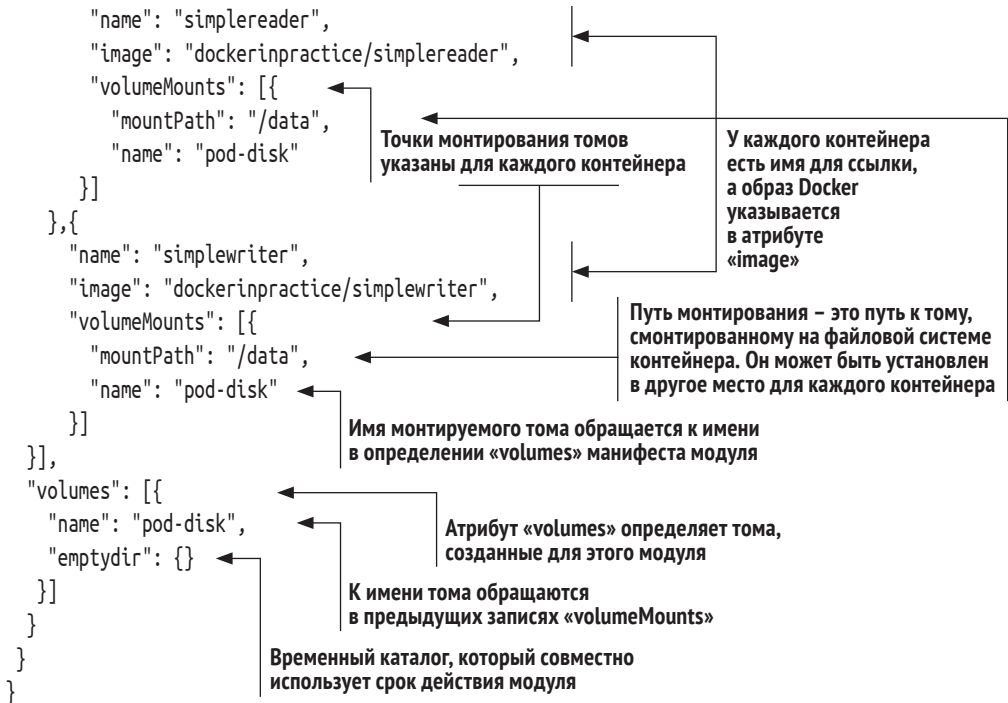 "name": "simplereader",
"image": "dockerinpractice/simplereader",
"volumeMounts": [{
"mountPath": "/data",
"name": "pod-disk"
}]
Точки монтирования томов
указаны для каждого контейнера
У каждого контейнера
есть имя для ссылки,
а образ Docker
указывается
в атрибуте
«image»
},{
"name": "simplewriter",
"image": "dockerinpractice/simplewriter",
"volumeMounts": [{
"mountPath": "/data",
"name": "pod-disk"
}]
Путь монтирования – это путь к тому,
смонтированному на файловой системе
контейнера. Он может быть установлен
в другое место для каждого контейнера
Имя монтируемого тома обращается к имени
в определении «volumes» манифеста модуля
}],
"volumes": [{
"name": "pod-disk",
"emptydir": {}
}]
Атрибут «volumes» определяет тома,
созданные для этого модуля
К имени тома обращаются
в предыдущих записях «volumeMounts»
}
}
}
Временный каталог, который совместно
использует срок действия модуля